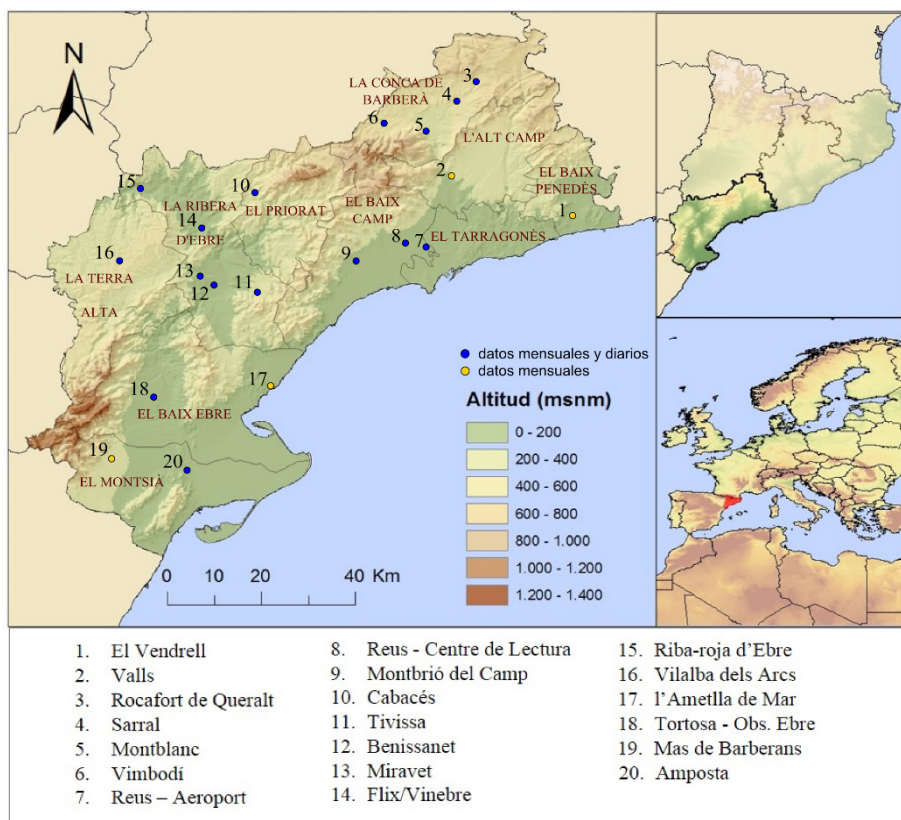 N
LA CONCA DE
BARBERÀ
3
4
6
5
L'ALT CAMP
2
EL BAIX
PENEDÈS
1
15
10
LA RIBERA
D'EBRE
EL PRIORAT
EL BAIX
CAMP
14
8
7
EL TARRAGONÈS
9
16
LA TERRA
ALTA
13
12
11
18
17
EL BAIX EBRE
19
20
EL MONTSIÀ
datos mensuales y diarios
datos mensuales
Altitud (msnm)
0 - 200
200 - 400
400 - 600
600 - 800
800 - 1.000
1.000 - 1.200
1.200 - 1.400
0 10 20 40 Km
1. El Vendrell
2. Valls
3. Rocafort de Queralt
4. Sarral
5. Montblanc
6. Vimbodí
7. Reus – Aeroport
8. Reus - Centre de Lectura
9. Montbrió del Camp
10. Cabacés
11. Tivissa
12. Benissanet
13. Miravet
14. Flix/Vinebre
15. Riba-roja d'Ebre
16. Vilalba dels Arcs
17. l'Ametlla de Mar
18. Tortosa - Obs. Ebre
19. Mas de Barberans
20. Amposta